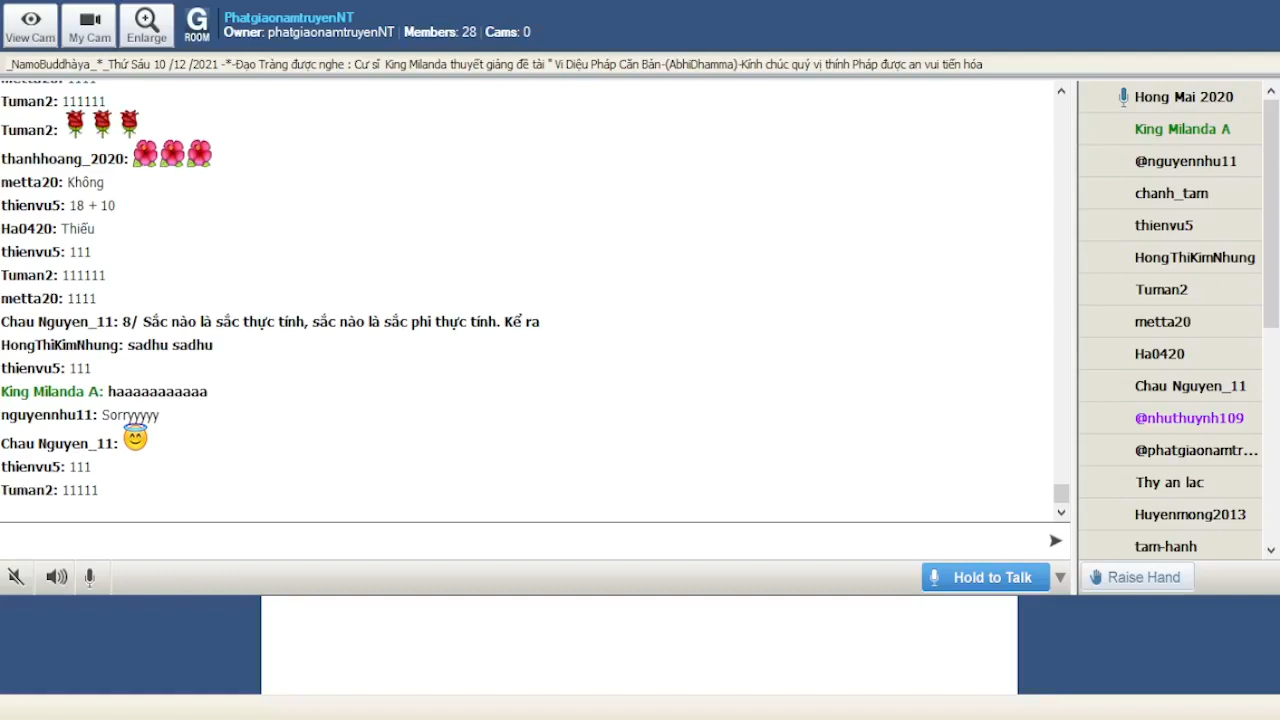 View Cam
My Cam
Enlarge
G
ROOM
PhatgiaonamtruyenNT
Owner: phatgiaonamtruyenNT | Members: 28 | Cams: 0
_NamoBuddhàya_*_Thứ Sáu 10 /12 /2021 -*-Đạo Tràng được nghe : Cư sĩ King Milanda thuyết giảng đề tài " Vi Diệu Pháp Căn Bản-(AbhiDhamma)-Kính chúc quý vị thính Pháp được an vui tiến hóa
metta20: 1111
Tuman2: 111111
Tuman2:
thanhhoang_2020:
metta20: Không
thienvu5: 18 + 10
Ha0420: Thiếu
thienvu5: 111
Tuman2: 111111
metta20: 1111
Chau Nguyen_11: 8/ Sắc nào là sắc thực tính, sắc nào là sắc phi thực tính. Kể ra
HongThiKimNhung: sadhu sadhu
thienvu5: 111
King Milanda A: haaaaaaaaaaa
nguyennhu11: Sorryyyyy
Chau Nguyen_11:
thienvu5: 111
Tuman2: 11111
Hold to Talk
Hong Mai 2020
King Milanda A
@nguyennhu11
chanh_tam
thienvu5
HongThiKimNhung
Tuman2
metta20
Ha0420
Chau Nguyen_11
@nhuthuynh109
@phatgiaonamtr...
Thy an lac
Huyenmong2013
tam-hanh
Raise Hand